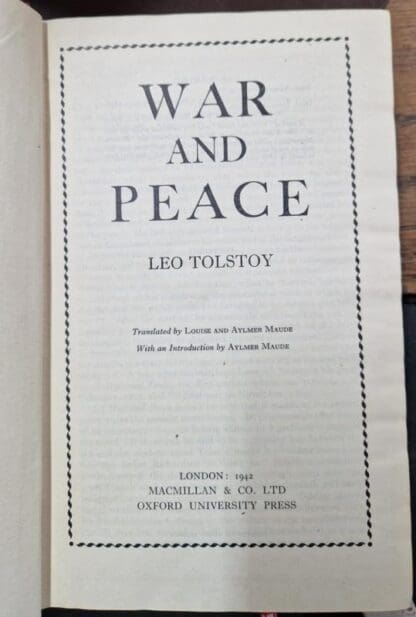 WAR
AND
PEACE
LEO TOLSTOY
Translated by LOUISE AND AYLMER MAUDE
With an Introduction by AYLMER MAUDE
LONDON: 1942
MACMILLAN & CO. LTD
OXFORD UNIVERSITY PRESS